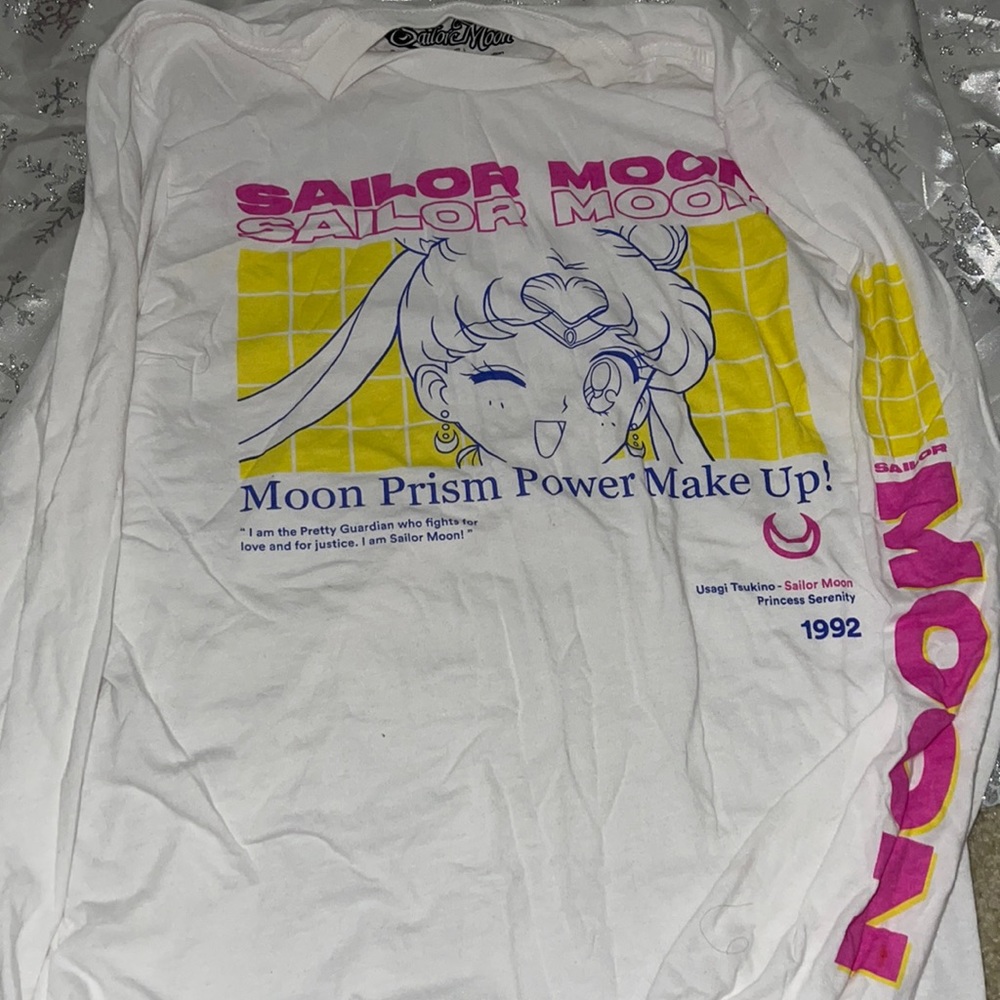 Sailor Moon
SAILOR MOON
SAILOR MOON
Moon Prism Power Make Up!
“ I am the Pretty Guardian who fights for
love and for justice. I am Sailor Moon! ”
Usagi Tsukino - Sailor Moon
Princess Serenity
1992
SAILOR
MOON